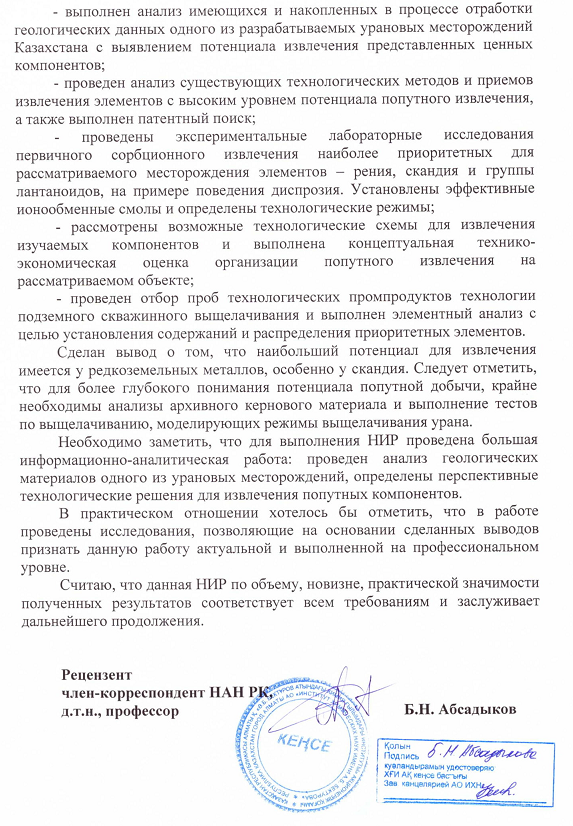 - выполнен анализ имеющихся и накопленных в процессе отработки
геологических данных одного из разрабатываемых урановых месторождений
Казахстана с выявлением потенциала извлечения представленных ценных
компонентов;
- проведен анализ существующих технологических методов и приемов
извлечения элементов с высоким уровнем потенциала попутного извлечения,
а также выполнен патентный поиск;
- проведены экспериментальные лабораторные исследования
первичного сорбционного извлечения наиболее приоритетных для
рассматриваемого месторождения элементов – рения, скандия и группы
лантаноидов, на примере поведения диспрозия. Установлены эффективные
ионообменные смолы и определены технологические режимы;
- рассмотрены возможные технологические схемы для извлечения
изучаемых компонентов и выполнена концептуальная технико-
экономическая оценка организации попутного извлечения на
рассматриваемом объекте;
- проведен отбор проб технологических промпродуктов технологии
подземного скважинного выщелачивания и выполнен элементный анализ с
целью установления содержаний и распределения приоритетных элементов.
Сделан вывод о том, что наибольший потенциал для извлечения
имеется у редкоземельных металлов, особенно у скандия. Следует отметить,
что для более глубокого понимания потенциала попутной добычи, крайне
необходимы анализы архивного кернового материала и выполнение тестов
по выщелачиванию, моделирующих режимы выщелачивания урана.
Необходимо заметить, что для выполнения НИР проведена большая
информационно-аналитическая работа: проведен анализ геологических
материалов одного из урановых месторождений, определены перспективные
технологические решения для извлечения попутных компонентов.
В практическом отношении хотелось бы отметить, что в работе
проведены исследования, позволяющие на основании сделанных выводов
признать данную работу актуальной и выполненной на профессиональном
уровне.
Считаю, что данная НИР по объему, новизне, практической значимости
полученных результатов соответствует всем требованиям и заслуживает
дальнейшего продолжения.
Рецензент
член-корреспондент НАН РК,
д.т.н., профессор Б.Н. Абсадыков
КЕҢСЕ
Қолын
Подпись Б.Н Абсадыкова
куәландырамын удостоверяю
ХҒИ АҚ кеңсе бастығы
Зав. канцелярией АО ИХН